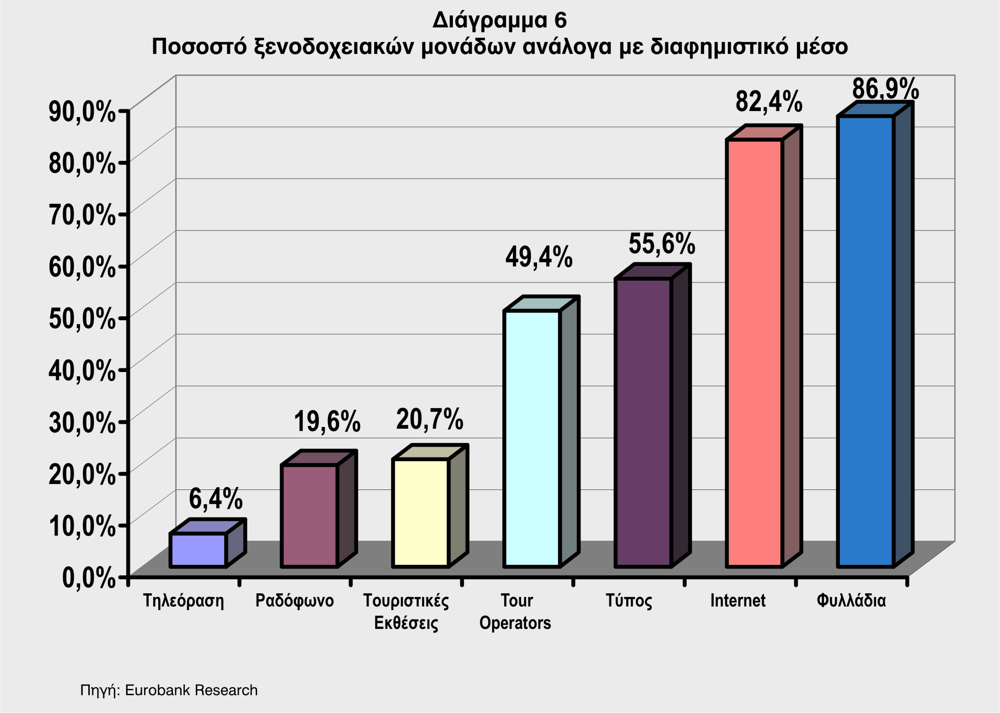 Διάγραμμα 6
Ποσοστό ξενοδοχειακών μονάδων ανάλογα με διαφημιστικό μέσο
90,0%
80,0%
70,0%
60,0%
50,0%
40,0%
30,0%
20,0%
10,0%
0,0%
6,4%
19,6%
20,7%
49,4%
55,6%
82,4%
86,9%
Τηλεόραση
Ραδόφωνο
Τουριστικές
Εκθέσεις
Tour
Operators
Τύπος
Internet
Φυλλάδια
Πηγή: Eurobank Research